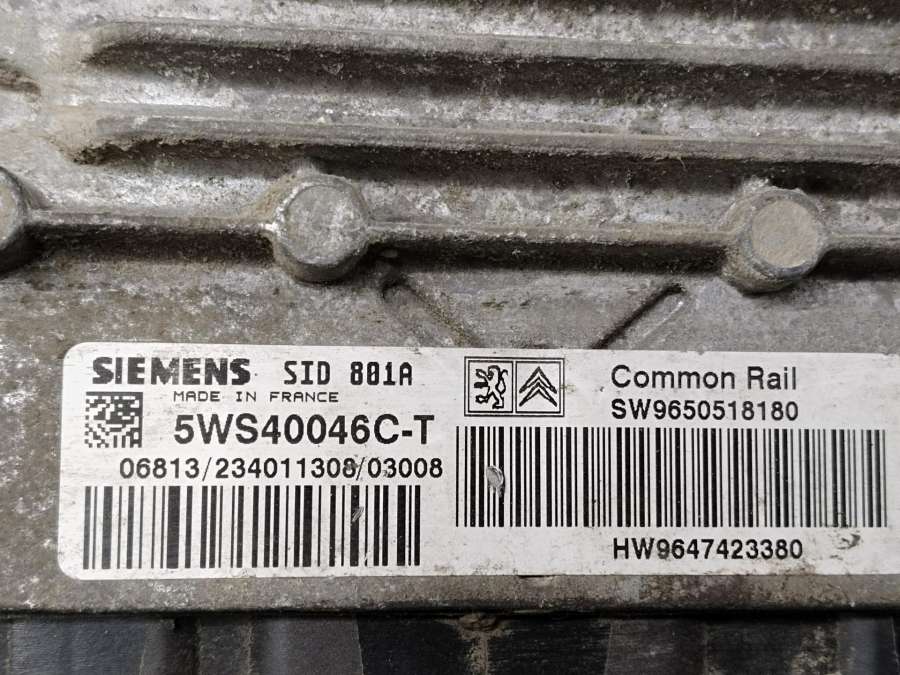 SIEMENS SID 801A
MADE IN FRANCE
5WS40046C-T
06813/234011308/03008
Common Rail
SW9650518180
HW9647423380